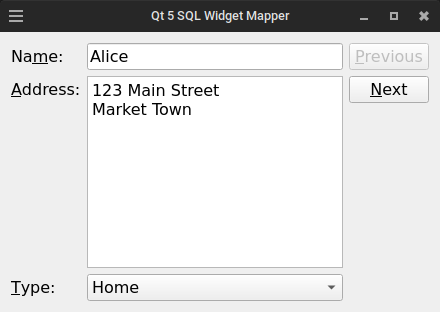 Qt 5 SQL Widget Mapper
Name: Alice Previous
Address: 123 Main Street Next
Market Town
Type: Home